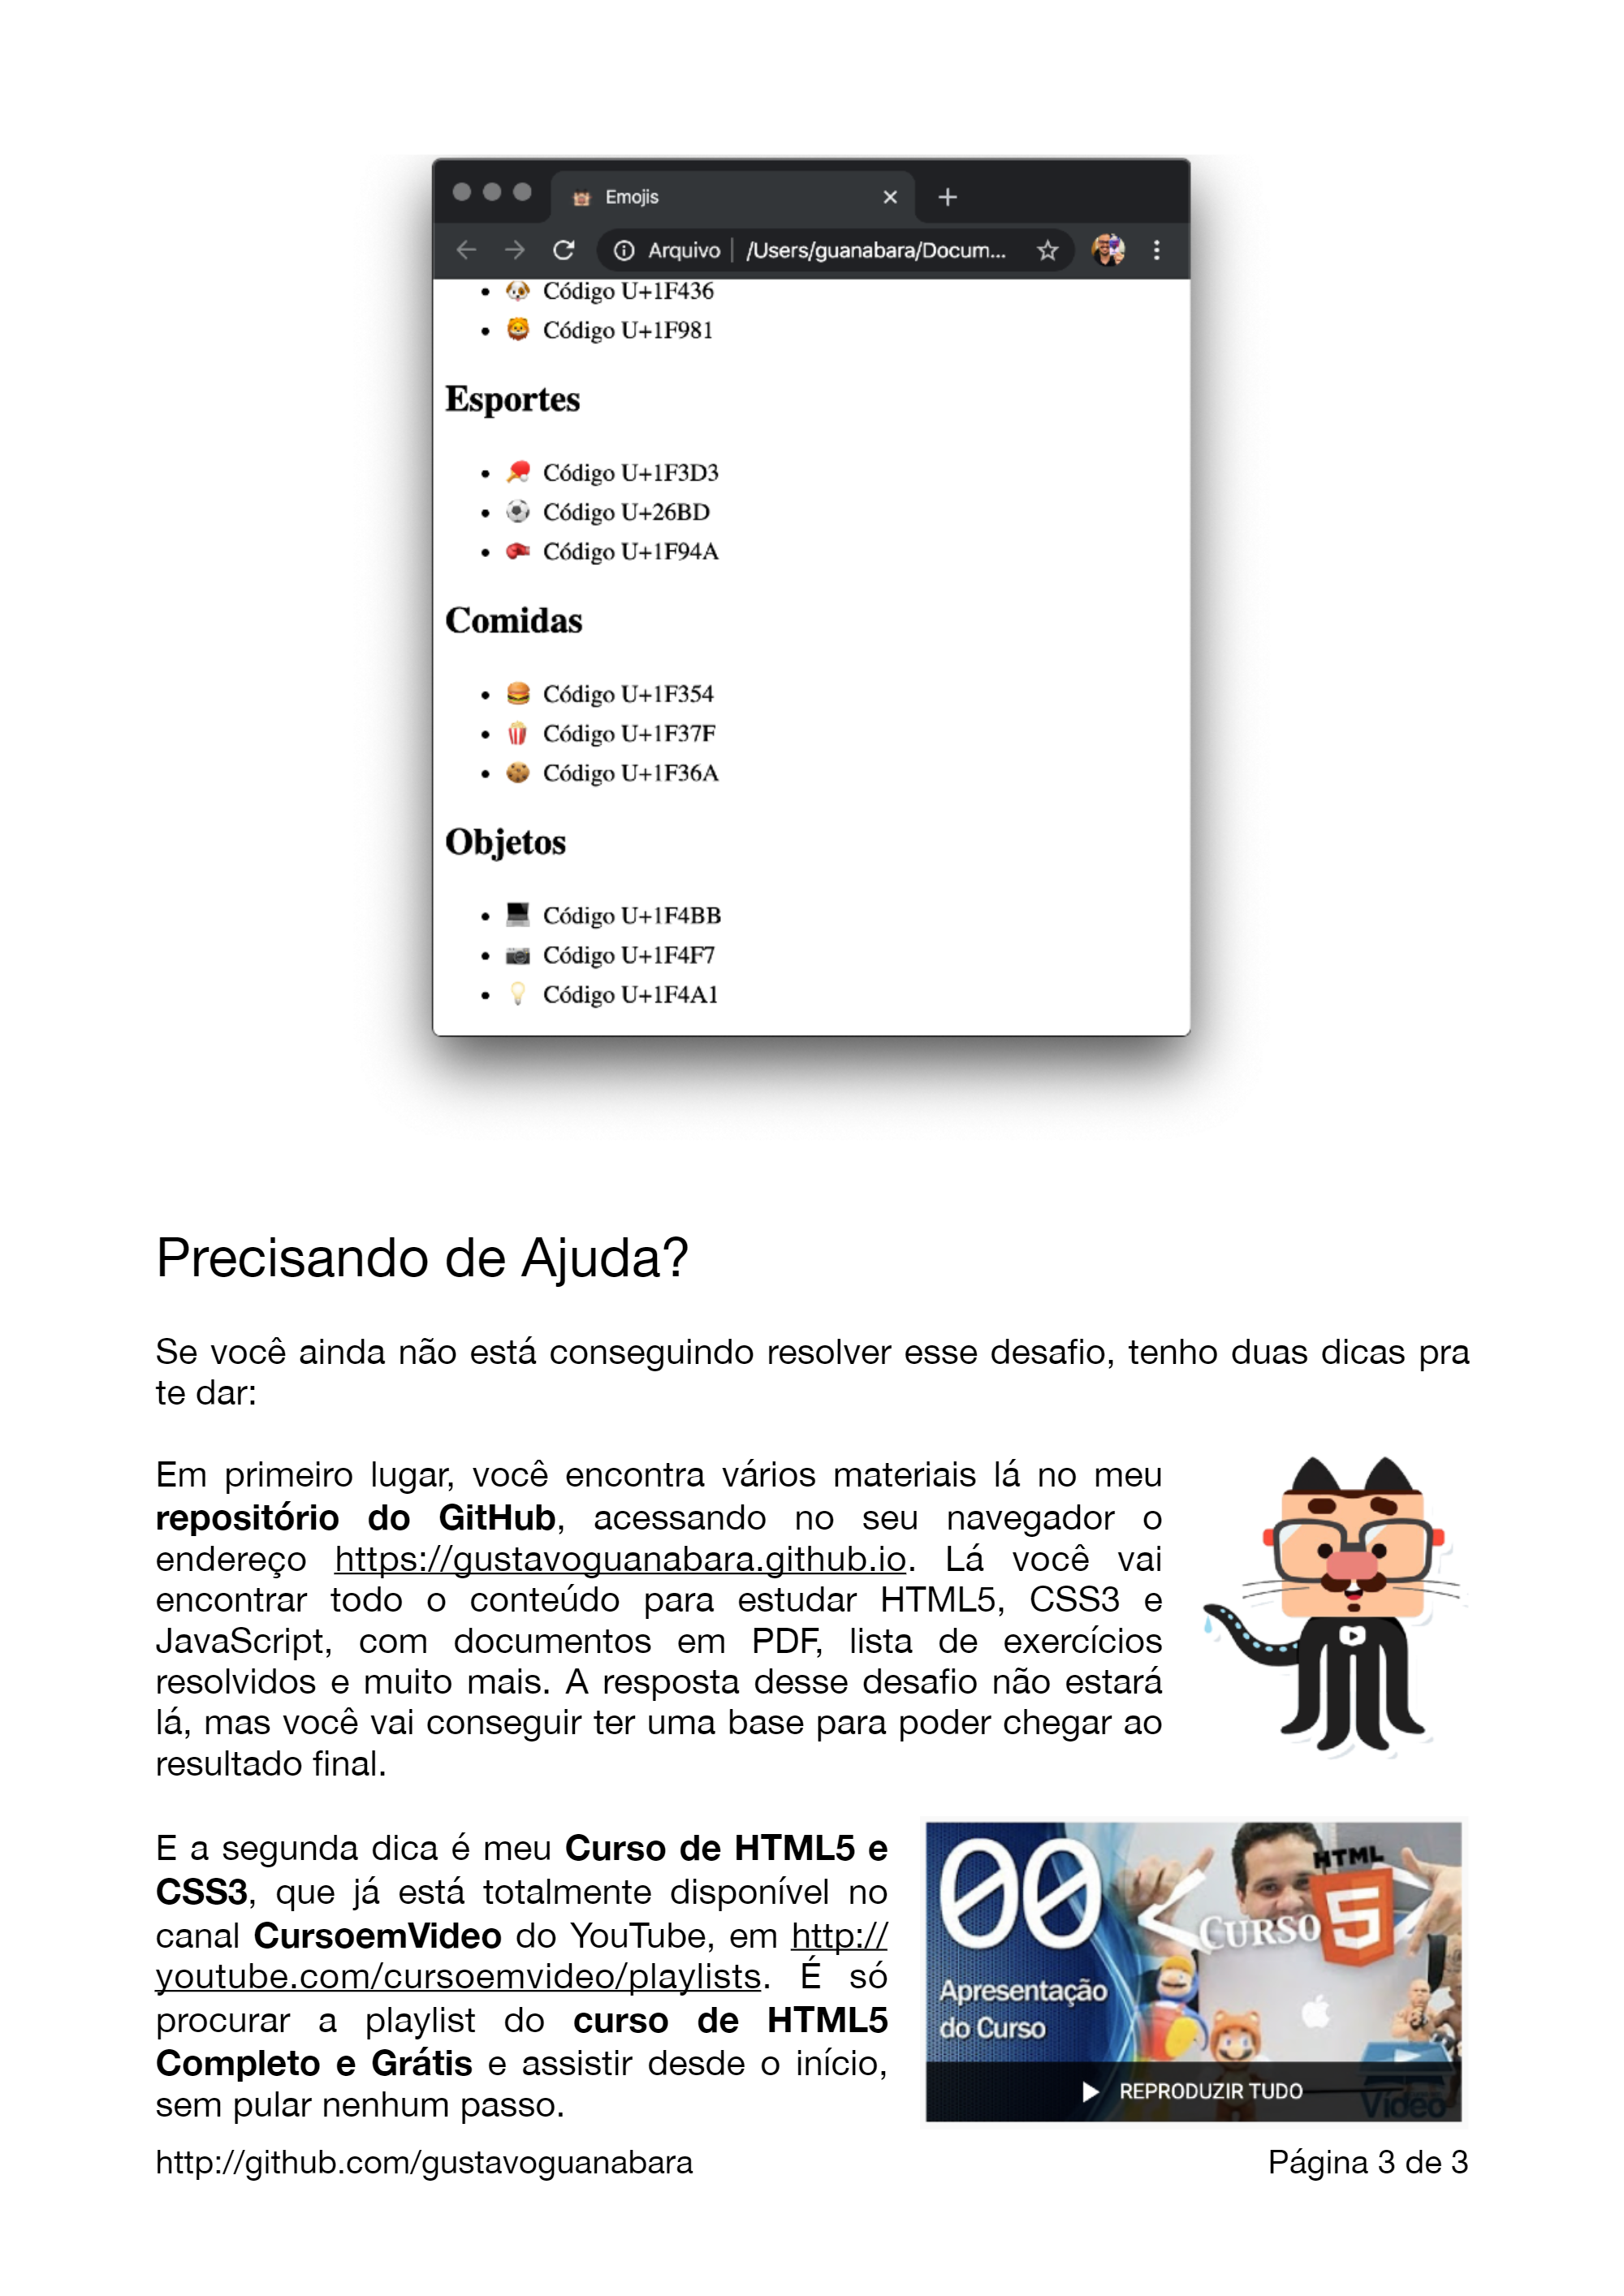 Emojis
Arquivo | /Users/guanabara/Docum...
🐶 Código U+1F436
🦁 Código U+1F981
Esportes
🏓 Código U+1F3D3
⚽ Código U+26BD
🥊 Código U+1F94A
Comidas
🍔 Código U+1F354
🍿 Código U+1F37F
🍪 Código U+1F36A
Objetos
💻 Código U+1F4BB
📷 Código U+1F4F7
💡 Código U+1F4A1
Precisando de Ajuda?
Se você ainda não está conseguindo resolver esse desafio, tenho duas dicas pra
te dar:
Em primeiro lugar, você encontra vários materiais lá no meu
repositório do GitHub, acessando no seu navegador o
endereço https://gustavoguanabara.github.io. Lá você vai
encontrar todo o conteúdo para estudar HTML5, CSS3 e
JavaScript, com documentos em PDF, lista de exercícios
resolvidos e muito mais. A resposta desse desafio não estará
lá, mas você vai conseguir ter uma base para poder chegar ao
resultado final.
E a segunda dica é meu Curso de HTML5 e
CSS3, que já está totalmente disponível no
canal CursoemVideo do YouTube, em http://
youtube.com/cursoemvideo/playlists. É só
procurar a playlist do curso de HTML5
Completo e Grátis e assistir desde o início,
sem pular nenhum passo.
00
HTML
< CURSO 5 >
Apresentação
do Curso
REPRODUZIR TUDO
Vídeo
http://github.com/gustavoguanabara
Página 3 de 3